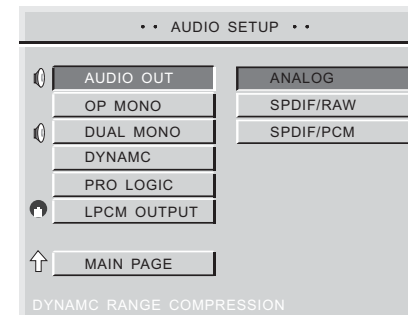 •• AUDIO SETUP ••
AUDIO OUT
ANALOG
OP MONO
SPDIF/RAW
DUAL MONO
SPDIF/PCM
DYNAMC
PRO LOGIC
LPCM OUTPUT
MAIN PAGE
DYNAMC RANGE COMPRESSION